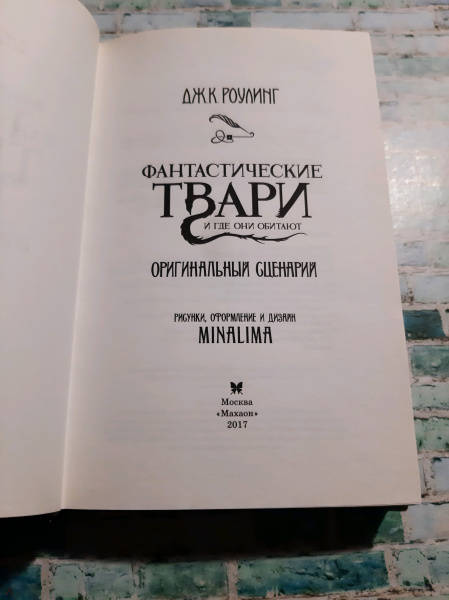 ДЖ.К РОУЛИНГ
ФАНТАСТИЧЕСКИЕ
ТВАРИ
И ГДЕ ОНИ ОБИТАЮТ
ОРИГИНАЛЬНЫЙ СЦЕНАРИЙ
РИСУНКИ, ОФОРМЛЕНИЕ И ДИЗАЙН
MINALIMA
Москва
«Махаон»
2017